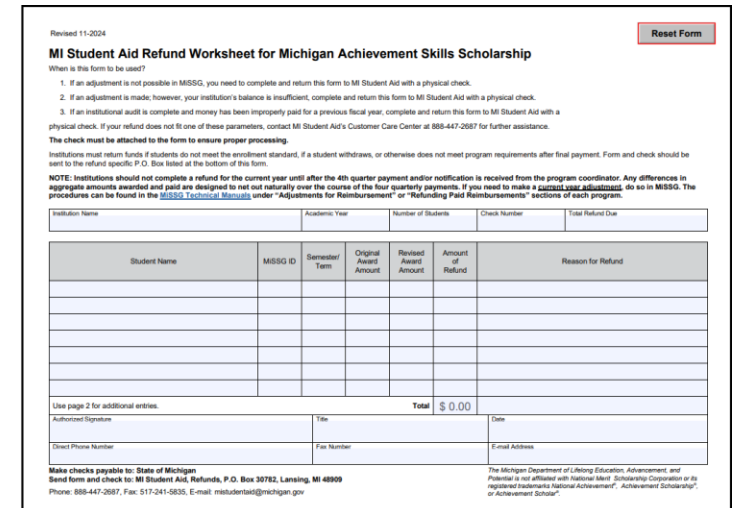 Revised 11-2024
Reset Form
MI Student Aid Refund Worksheet for Michigan Achievement Skills Scholarship
When is this form to be used?
1. If an adjustment is not possible in MiSSG, you need to complete and return this form to MI Student Aid with a physical check.
2. If an adjustment is made; however, your institution's balance is insufficient, complete and return this form to MI Student Aid with a physical check.
3. If an institutional audit is complete and money has been improperly paid for a previous fiscal year, complete and return this form to MI Student Aid with a
physical check. If your refund does not fit one of these parameters, contact MI Student Aid's Customer Care Center at 888-447-2687 for further assistance.
The check must be attached to the form to ensure proper processing.
Institutions must return funds if students do not meet the enrollment standard, if a student withdraws, or otherwise does not meet program requirements after final payment. Form and check should be
sent to the refund specific P.O. Box listed at the bottom of this form.
NOTE: Institutions should not complete a refund for the current year until after the 4th quarter payment and/or notification is received from the program coordinator. Any differences in
aggregate amounts awarded and paid are designed to net out naturally over the course of the four quarterly payments. If you need to make a current year adjustment, do so in MiSSG. The
procedures can be found in the MiSSG Technical Manuals under "Adjustments for Reimbursement" or "Refunding Paid Reimbursements" sections of each program.
Institution Name Academic Year Number of Students Check Number Total Refund Due
Student Name MiSSG ID Semester/ Term Original Award Amount Revised Award Amount Amount of Refund Reason for Refund
Use page 2 for additional entries. Total $ 0.00
Authorized Signature Title Date
Direct Phone Number Fax Number E-mail Address
Make checks payable to: State of Michigan
Send form and check to: MI Student Aid, Refunds, P.O. Box 30782, Lansing, MI 48909
Phone: 888-447-2687, Fax: 517-241-5835, E-mail: mistudentaid@michigan.gov
The Michigan Department of Lifelong Education, Advancement, and
Potential is not affiliated with National Merit Scholarship Corporation or its
registered trademarks National Achievement®, Achievement Scholarship®,
or Achievement Scholar®.